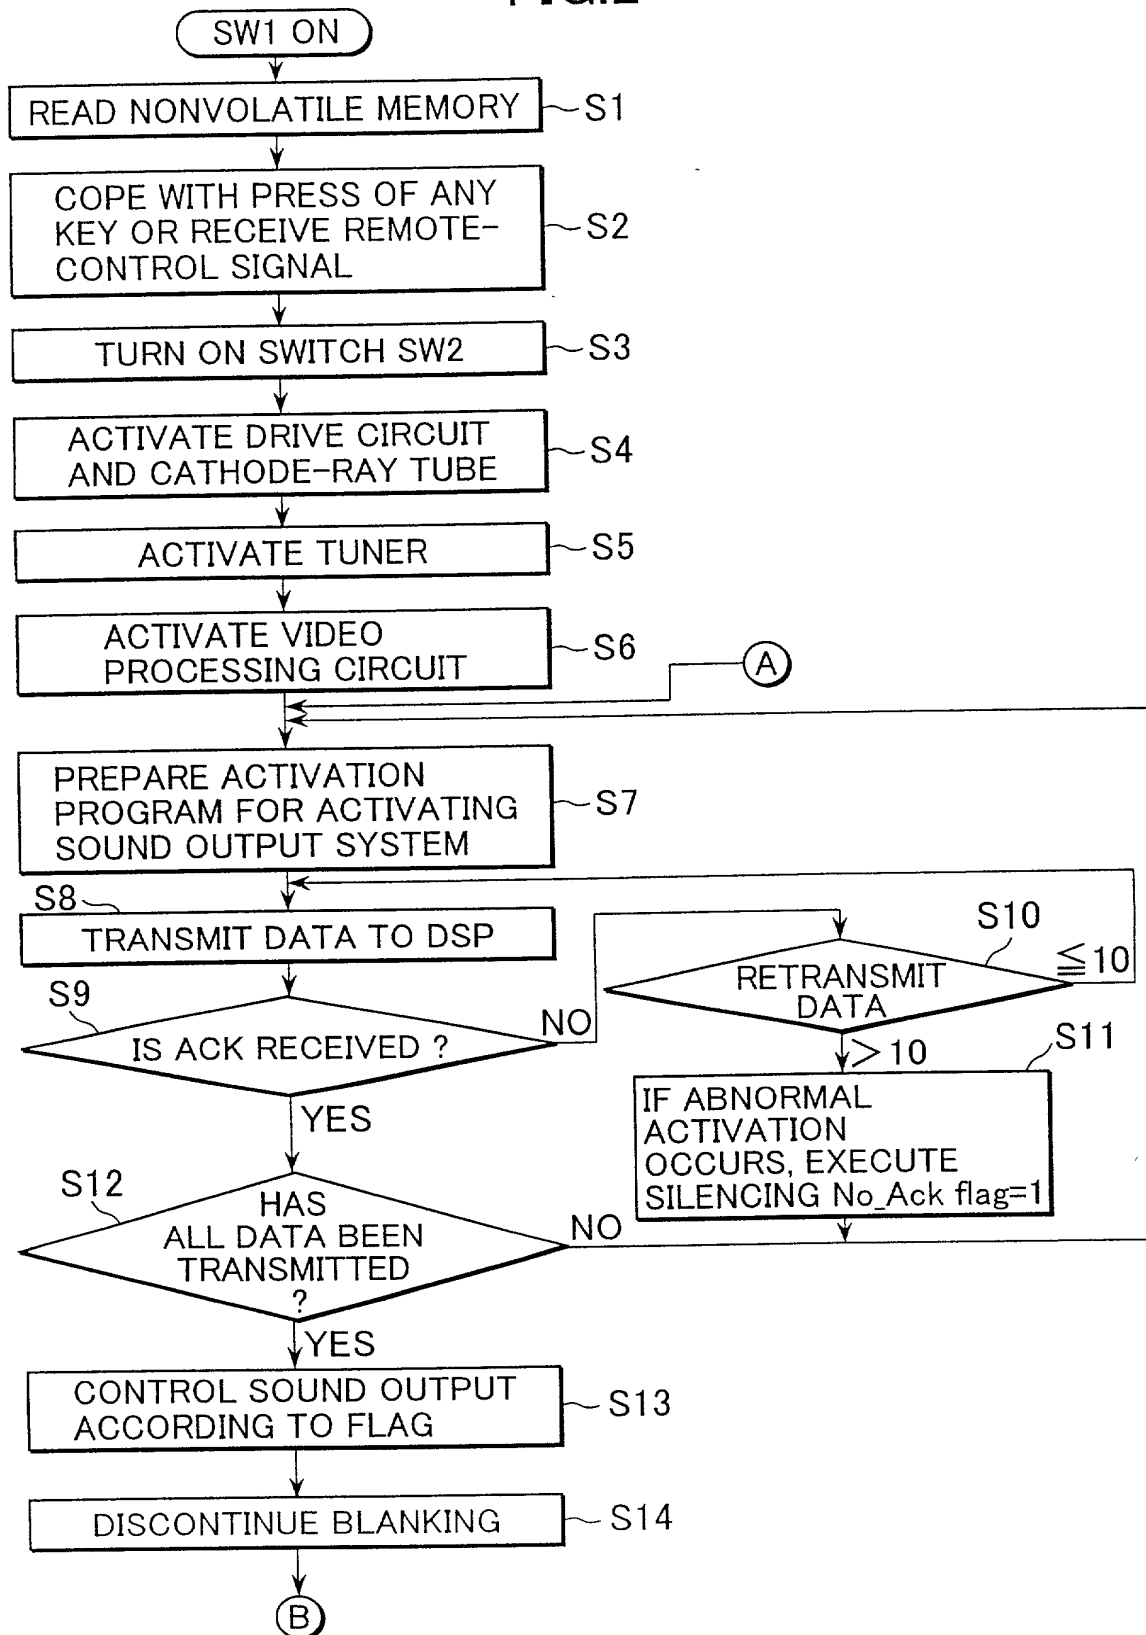 FIG.2
SW1 ON
READ NONVOLATILE MEMORY
S1
COPE WITH PRESS OF ANY
KEY OR RECEIVE REMOTE-
CONTROL SIGNAL
S2
TURN ON SWITCH SW2
S3
ACTIVATE DRIVE CIRCUIT
AND CATHODE-RAY TUBE
S4
ACTIVATE TUNER
S5
ACTIVATE VIDEO
PROCESSING CIRCUIT
S6
A
PREPARE ACTIVATION
PROGRAM FOR ACTIVATING
SOUND OUTPUT SYSTEM
S7
S8
TRANSMIT DATA TO DSP
S9
IS ACK RECEIVED ?
NO
YES
S10
RETRANSMIT
DATA
≦10
>10
S11
IF ABNORMAL
ACTIVATION
OCCURS, EXECUTE
SILENCING No_Ack flag=1
S12
HAS
ALL DATA BEEN
TRANSMITTED
?
NO
YES
CONTROL SOUND OUTPUT
ACCORDING TO FLAG
S13
DISCONTINUE BLANKING
S14
B